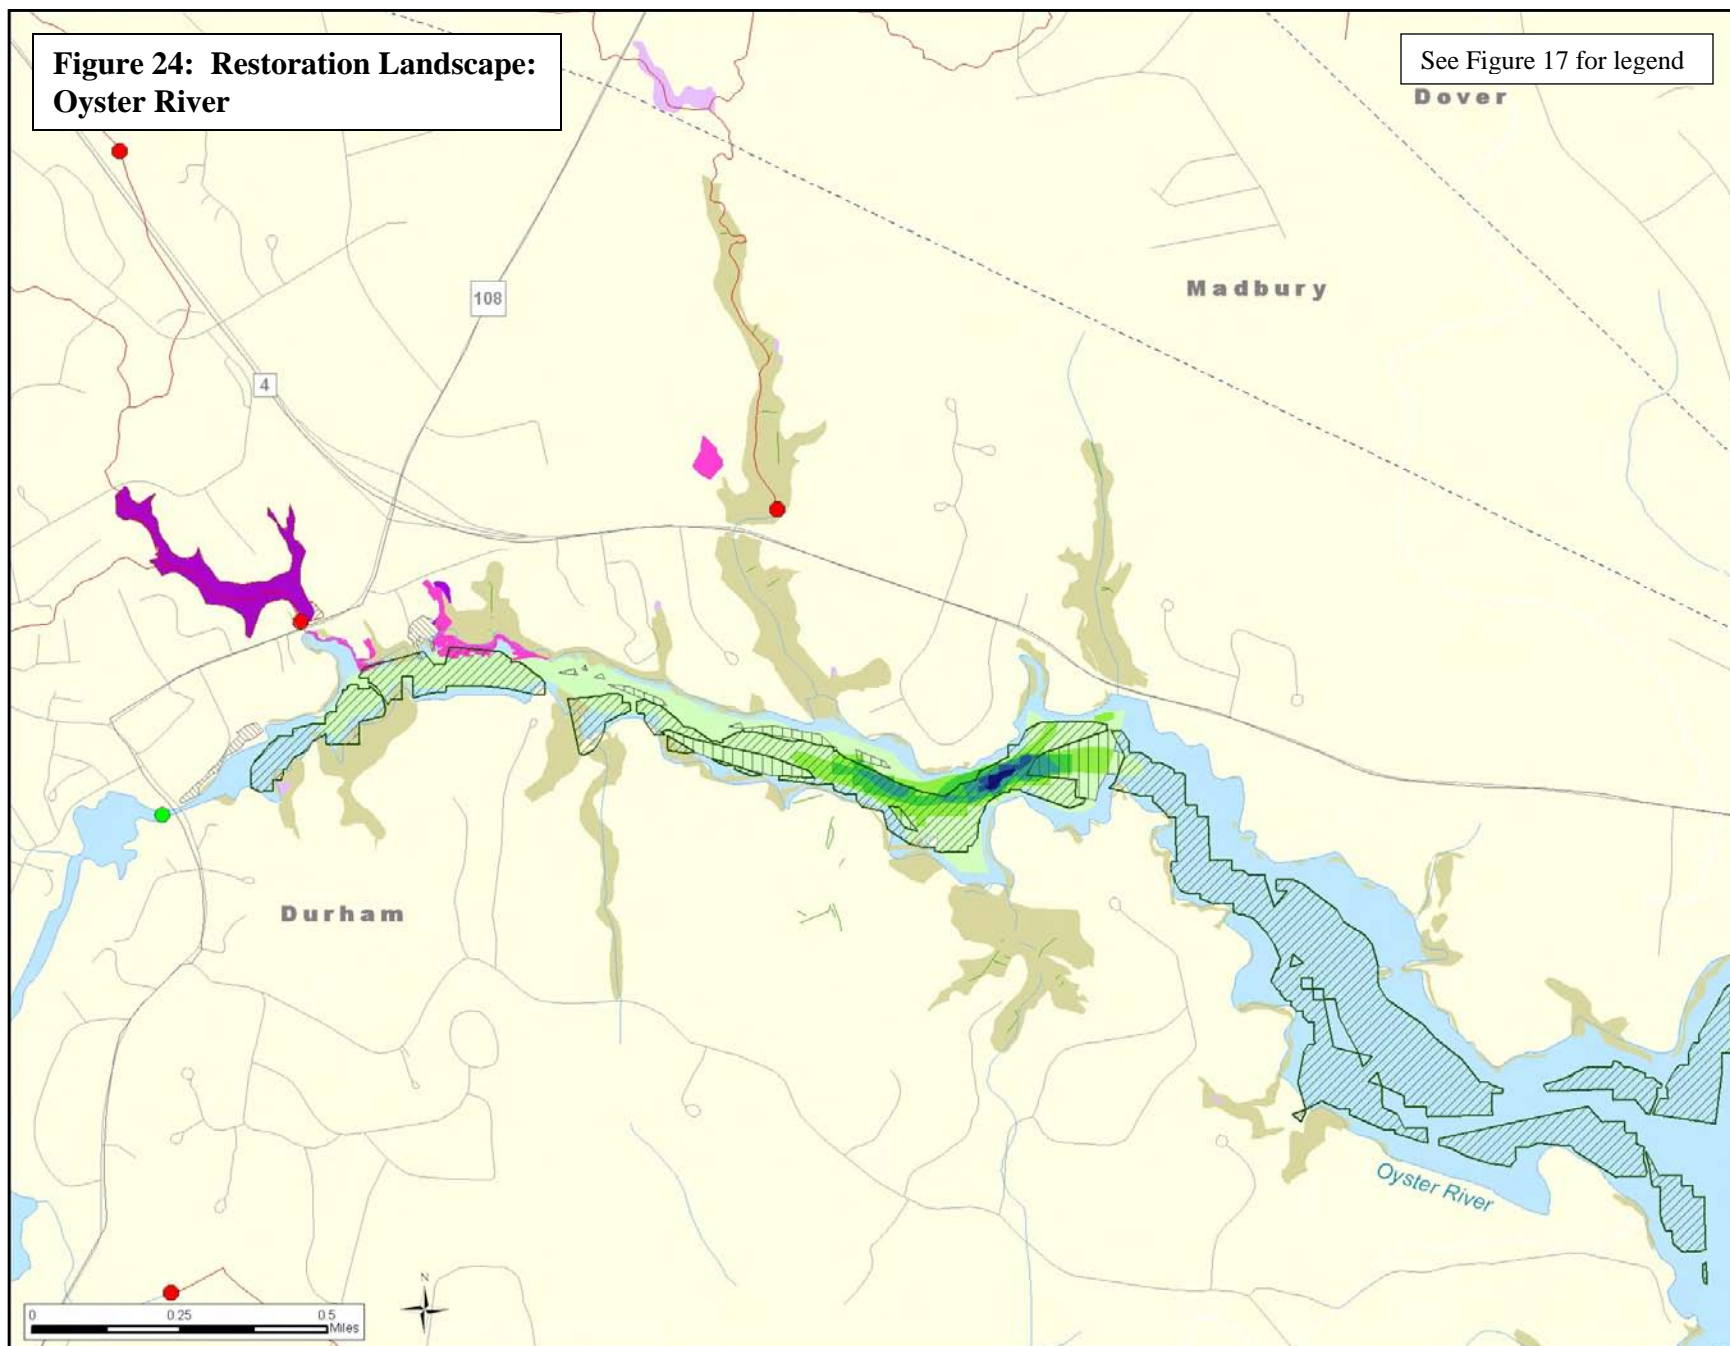 Figure 24: Restoration Landscape:
Oyster River
See Figure 17 for legend
Dover
Madbury
108
4
Durham
Oyster River
N
0 0.25 0.5
Miles